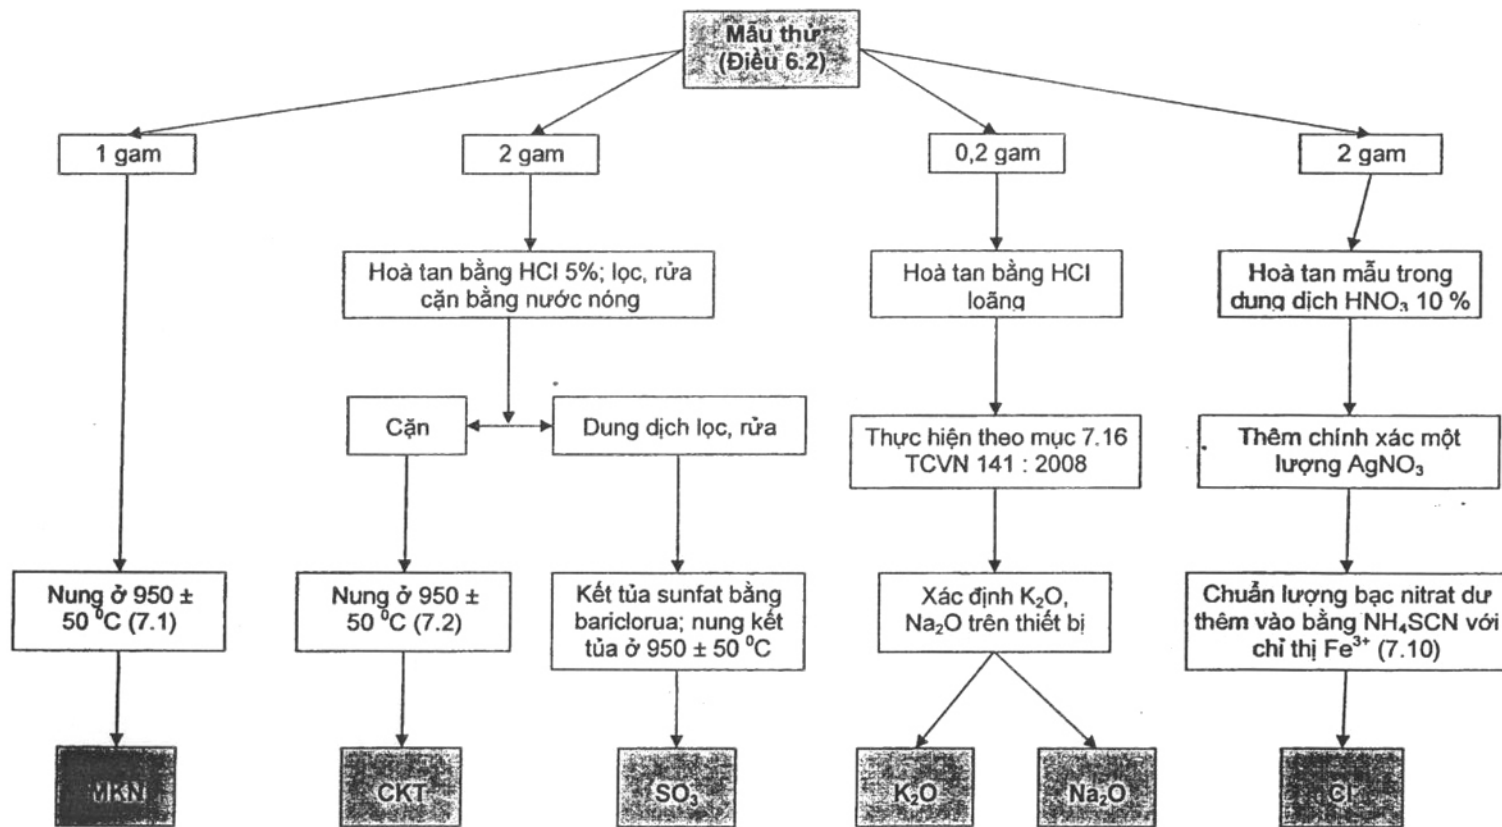 Mẫu thử
(Điều 6.2)
1 gam
2 gam
0,2 gam
2 gam
Hoà tan bằng HCl 5%; lọc, rửa
cặn bằng nước nóng
Hoà tan bằng HCl
loãng
Hoà tan mẫu trong
dung dịch HNO₃ 10 %
Cặn
Dung dịch lọc, rửa
Thực hiện theo mục 7.16
TCVN 141 : 2008
Thêm chính xác một
lượng AgNO₃
Nung ở 950 ±
50 ⁰C (7.1)
Nung ở 950 ±
50 ⁰C (7.2)
Kết tủa sunfat bằng
bariclorua; nung kết
tủa ở 950 ± 50 ⁰C
Xác định K₂O,
Na₂O trên thiết bị
Chuẩn lượng bạc nitrat dư
thêm vào bằng NH₄SCN với
chỉ thị Fe³⁺ (7.10)
MKN
CKT
SO₃
K₂O
Na₂O
Cl⁻